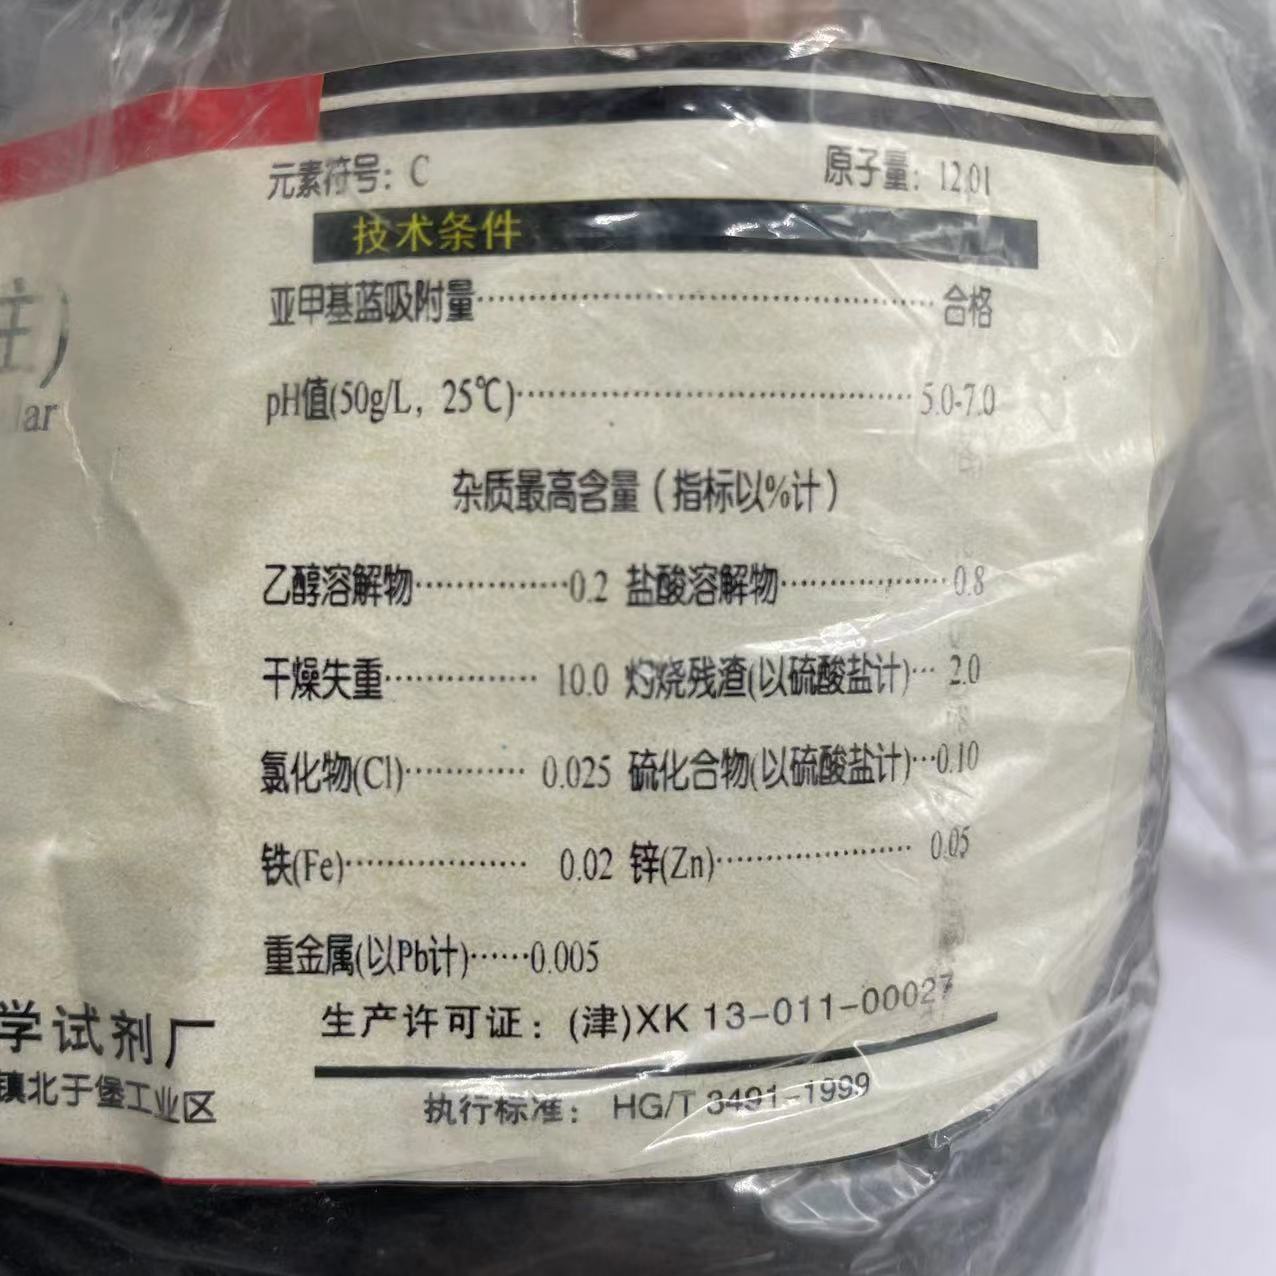 元素符号: C 原子量: 12.01
技术条件
亚甲基蓝吸附量……………………………………合格
pH值(50g/L, 25℃)……………………………………5.0-7.0
杂质最高含量(指标以%计)
乙醇溶解物……………0.2 盐酸溶解物……………0.8
干燥失重……………10.0 灼烧残渣(以硫酸盐计)…2.0
氯化物(Cl)…………0.025 硫化合物(以硫酸盐计)…0.10
铁(Fe)………………0.02 锌(Zn)………………0.05
重金属(以Pb计)……0.005
生产许可证: (津)XK 13-011-00027
执行标准: HG/T 3491-1999
)
lar
学试剂厂
镇北于堡工业区